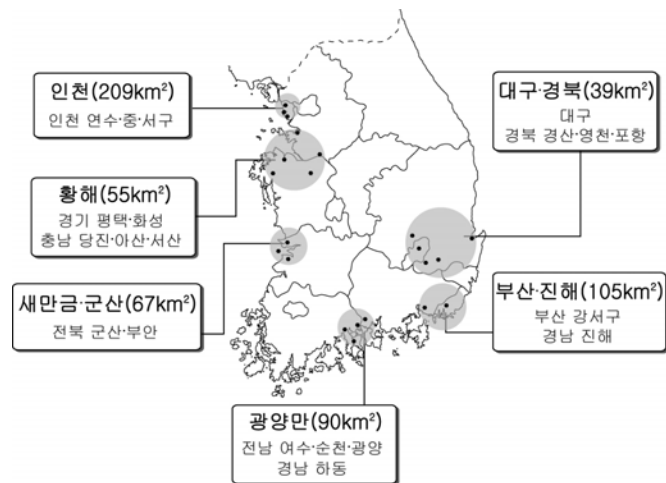 인천(209km²)
인천 연수·중·서구
황해(55km²)
경기 평택·화성
충남 당진·아산·서산
새만금·군산(67km²)
전북 군산·부안
광양만(90km²)
전남 여수·순천·광양
경남 하동
대구·경북(39km²)
대구
경북 경산·영천·포항
부산·진해(105km²)
부산 강서구
경남 진해